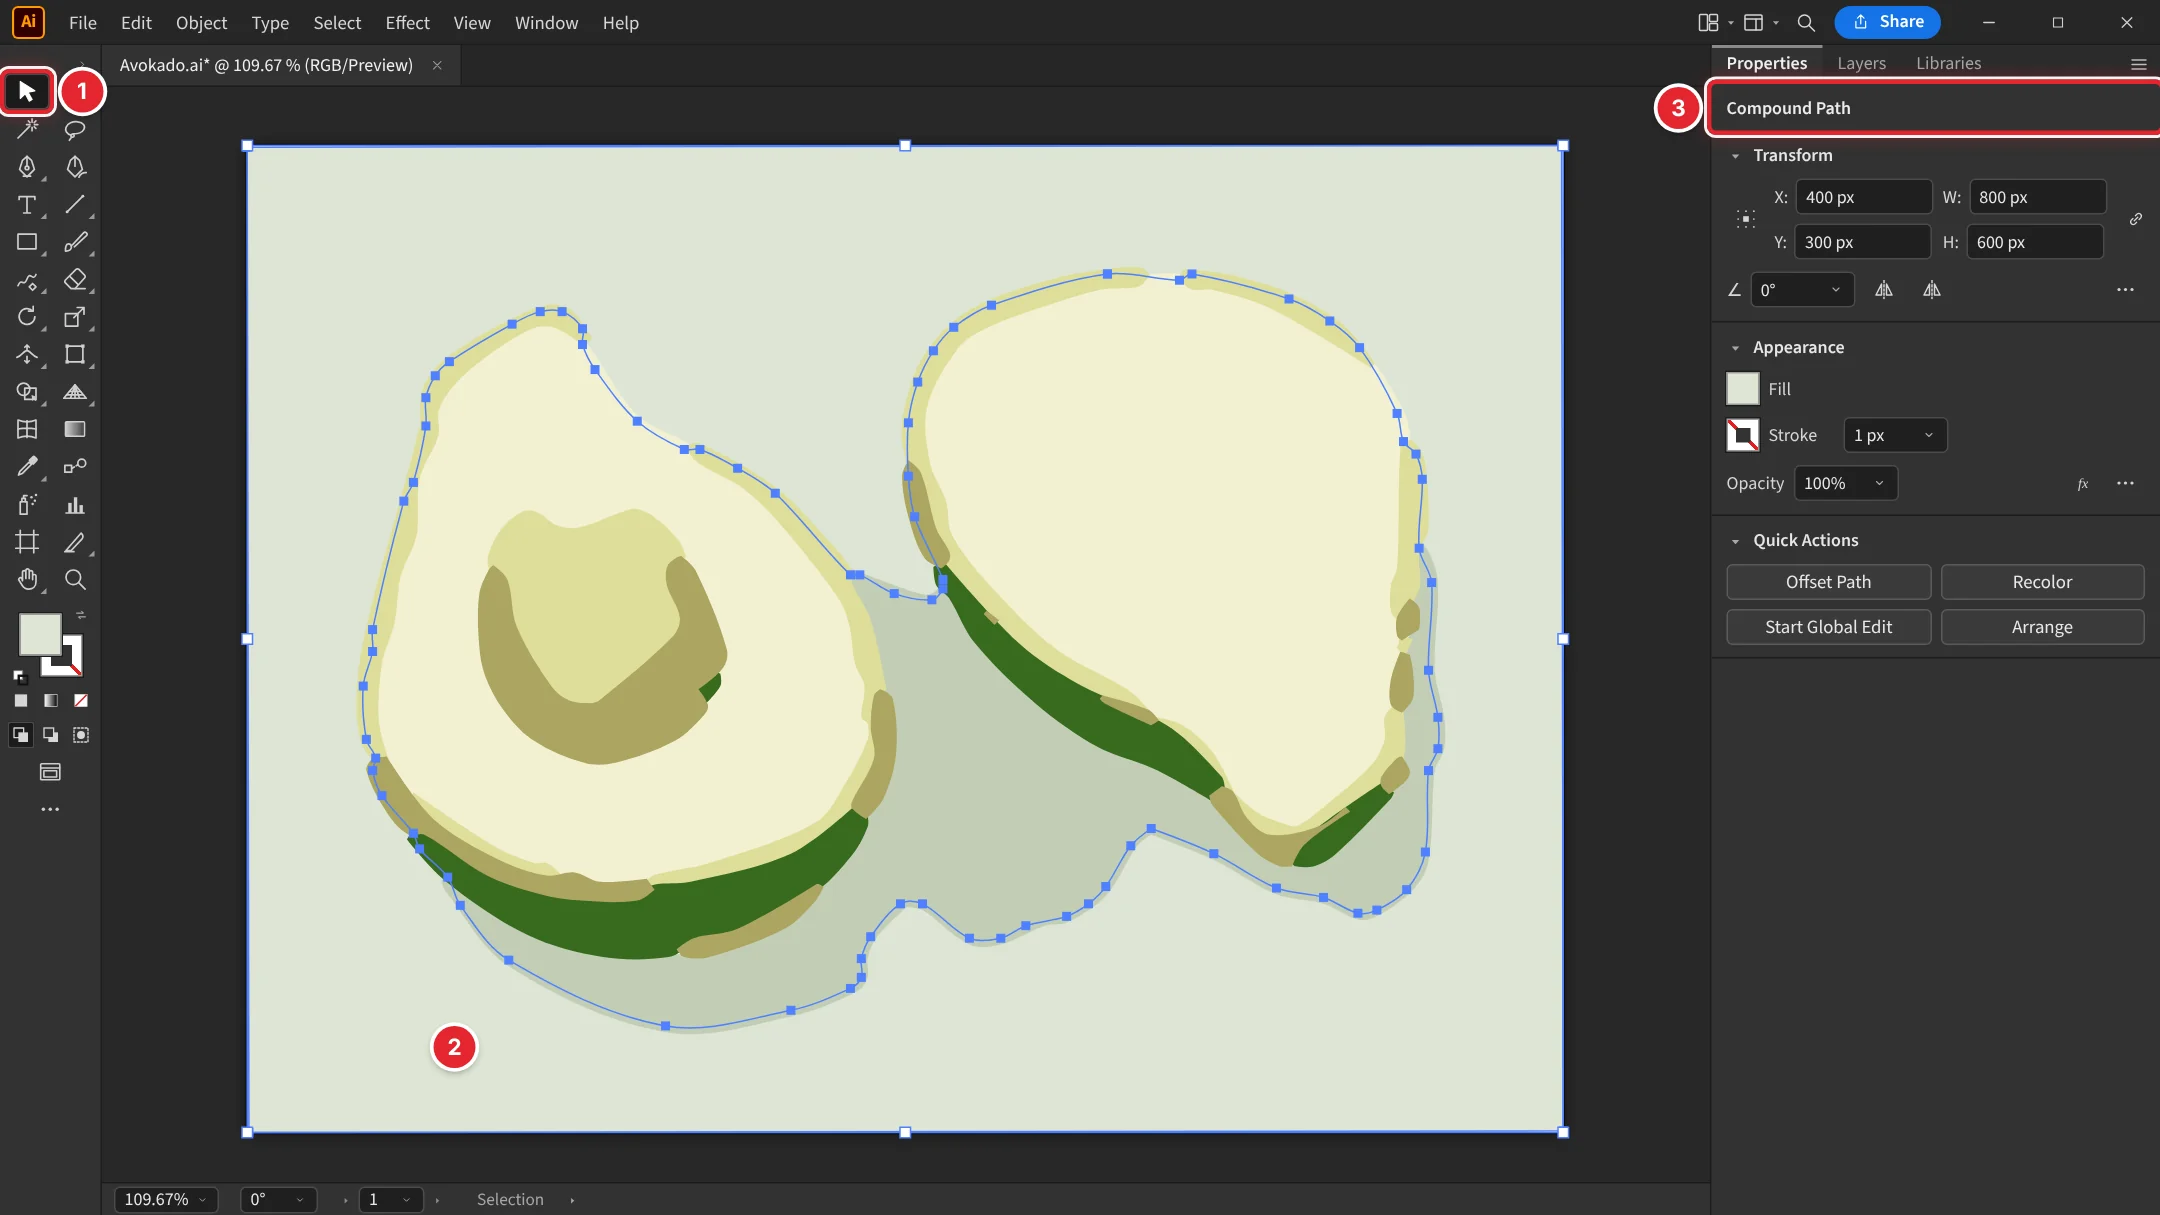 Ai File Edit Object Type Select Effect View Window Help Share
Avokado.ai* @ 109.67 % (RGB/Preview)
Properties Layers Libraries
1
3
Compound Path
Transform
X: 400 px W: 800 px
Y: 300 px H: 600 px
0°
Appearance
Fill
Stroke 1 px
Opacity 100% fx
Quick Actions
Offset Path Recolor
Start Global Edit Arrange
2
109.67% 0° 1 Selection